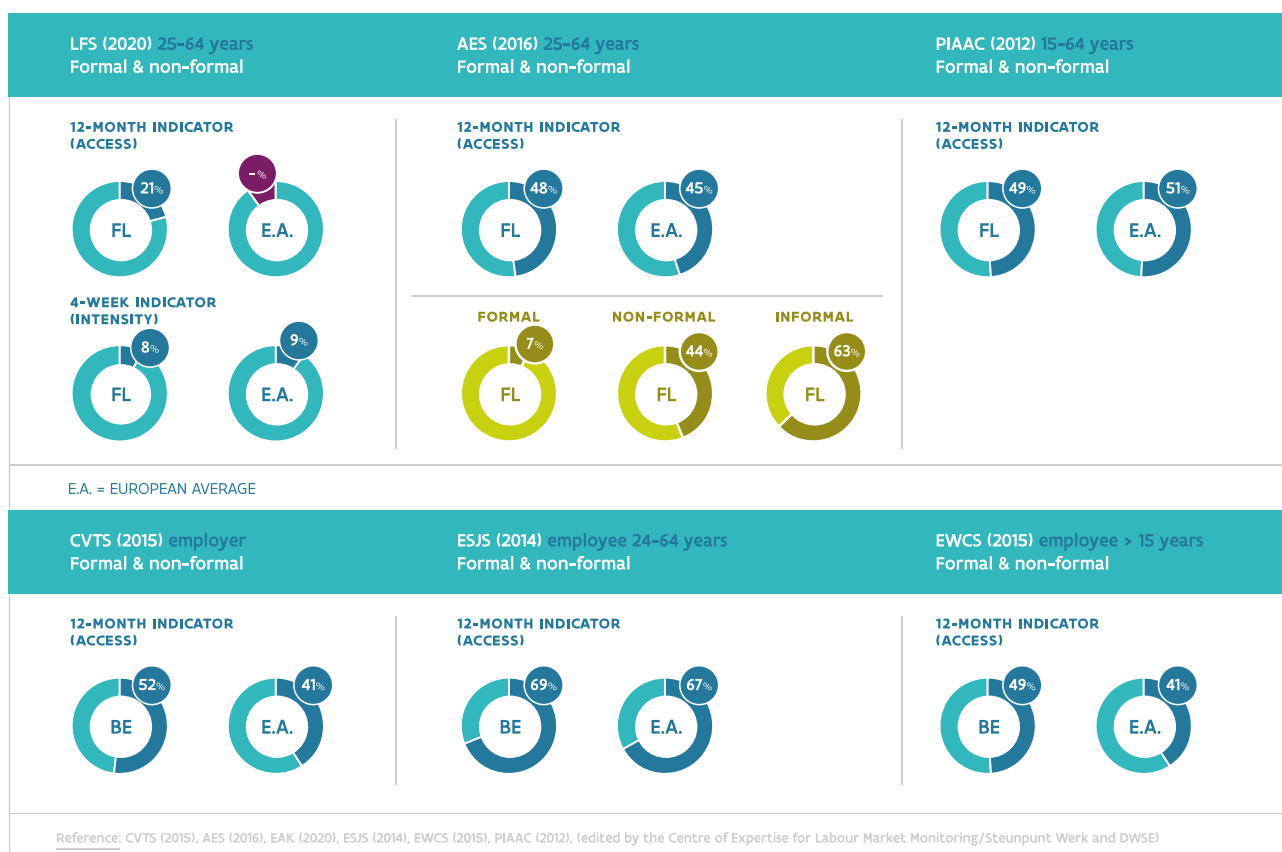 LFS (2020) 25-64 years
Formal & non-formal
AES (2016) 25-64 years
Formal & non-formal
PIAAC (2012) 15-64 years
Formal & non-formal
12-MONTH INDICATOR
(ACCESS)
21%
FL
-%
E.A.
4-WEEK INDICATOR
(INTENSITY)
8%
FL
9%
E.A.
12-MONTH INDICATOR
(ACCESS)
48%
FL
45%
E.A.
FORMAL
7%
FL
NON-FORMAL
44%
FL
INFORMAL
63%
FL
12-MONTH INDICATOR
(ACCESS)
49%
FL
51%
E.A.
E.A. = EUROPEAN AVERAGE
CVTS (2015) employer
Formal & non-formal
ESJS (2014) employee 24-64 years
Formal & non-formal
EWCS (2015) employee > 15 years
Formal & non-formal
12-MONTH INDICATOR
(ACCESS)
52%
BE
41%
E.A.
12-MONTH INDICATOR
(ACCESS)
69%
BE
67%
E.A.
12-MONTH INDICATOR
(ACCESS)
49%
BE
41%
E.A.
Reference: CVTS (2015), AES (2016), EAK (2020), ESJS (2014), EWCS (2015), PIAAC (2012), (edited by the Centre of Expertise for Labour Market Monitoring/Steunpunt Werk and DWSE)